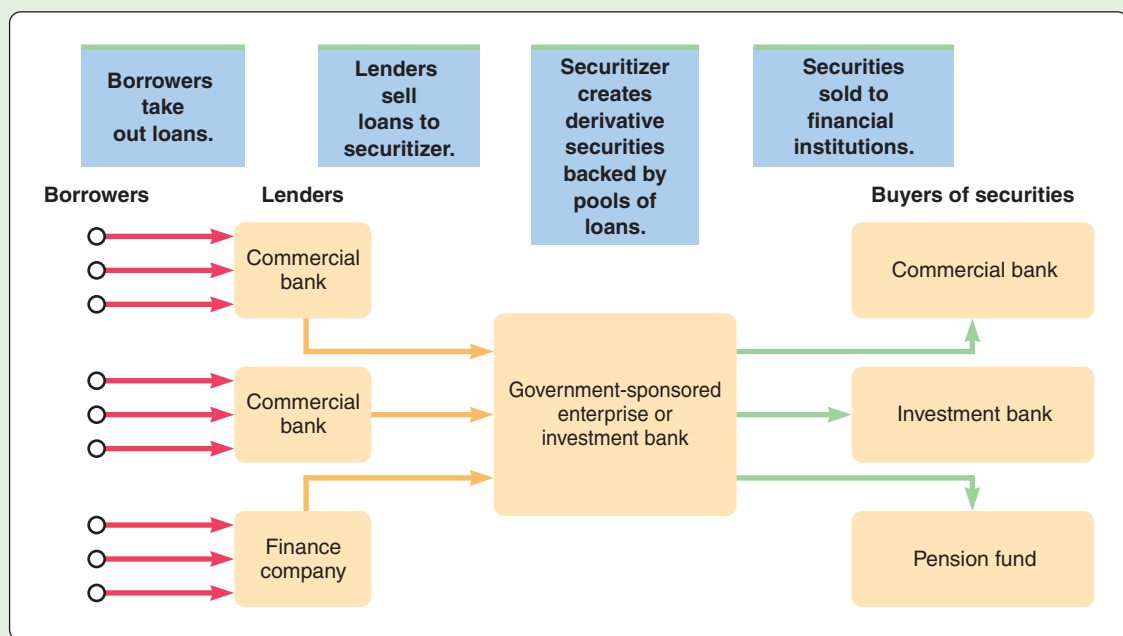 Borrowers
take
out loans.
Lenders
sell
loans to
securitizer.
Securitizer
creates
derivative
securities
backed by
pools of
loans.
Securities
sold to
financial
institutions.
Borrowers
Lenders
Buyers of securities
Commercial
bank
Commercial
bank
Finance
company
Government-sponsored
enterprise or
investment bank
Commercial bank
Investment bank
Pension fund